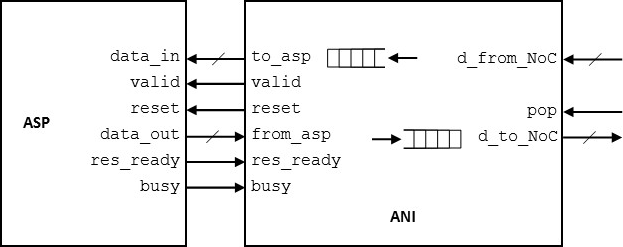 data_in to_asp d_from_NoC
valid valid
reset reset pop
ASP
data_out from_asp d_to_NoC
res_ready res_ready
busy busy
ANI